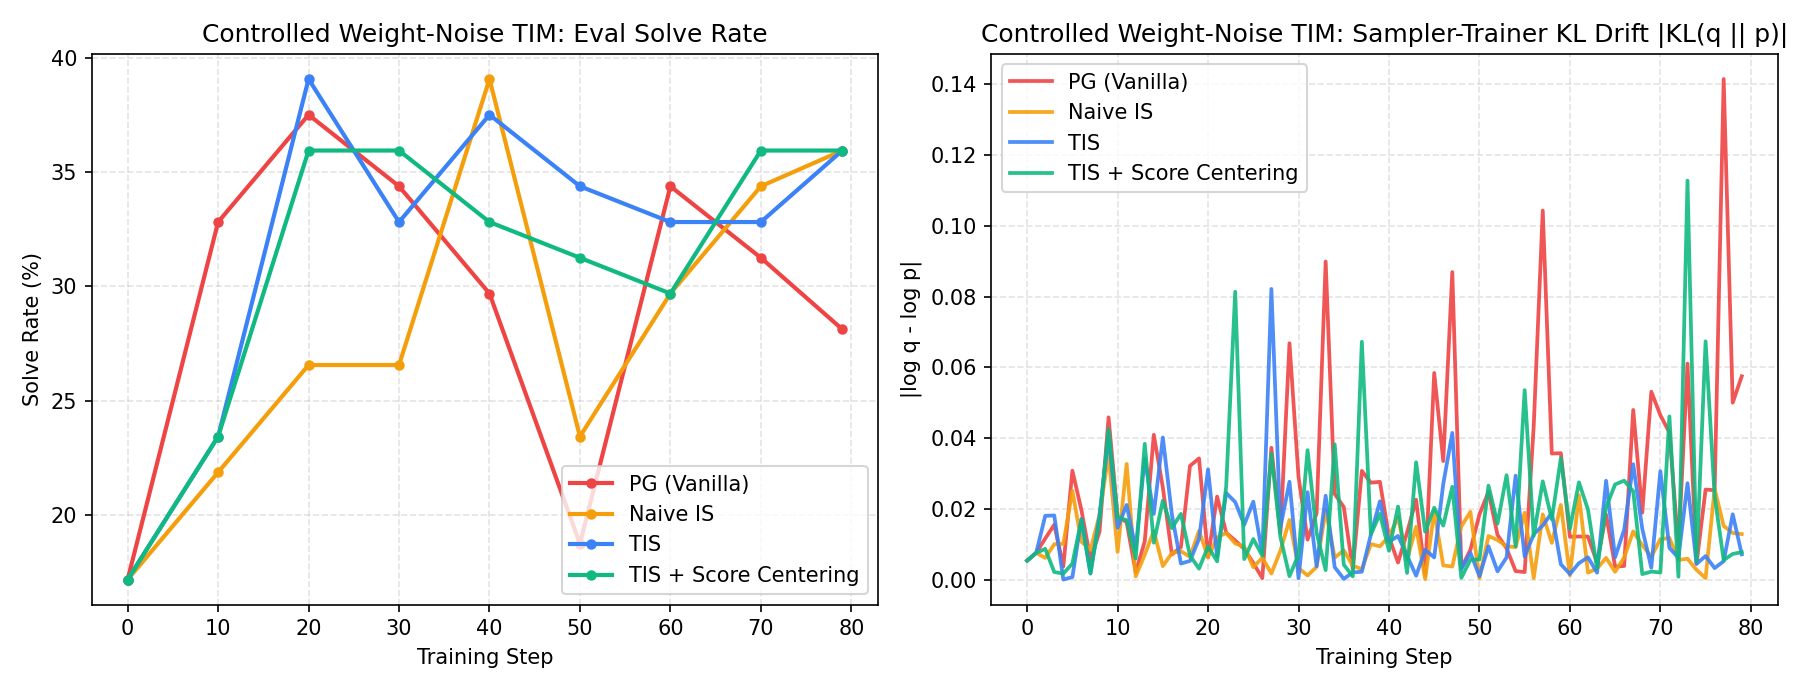 Controlled Weight-Noise TIM: Eval Solve Rate
40
35
30
25
20
Solve Rate (%)
0 10 20 30 40 50 60 70 80
Training Step
PG (Vanilla)
Naive IS
TIS
TIS + Score Centering
Controlled Weight-Noise TIM: Sampler-Trainer KL Drift |KL(q || p)|
PG (Vanilla)
Naive IS
TIS
TIS + Score Centering
0.14
0.12
0.10
0.08
0.06
0.04
0.02
0.00
|log q - log p|
0 10 20 30 40 50 60 70 80
Training Step